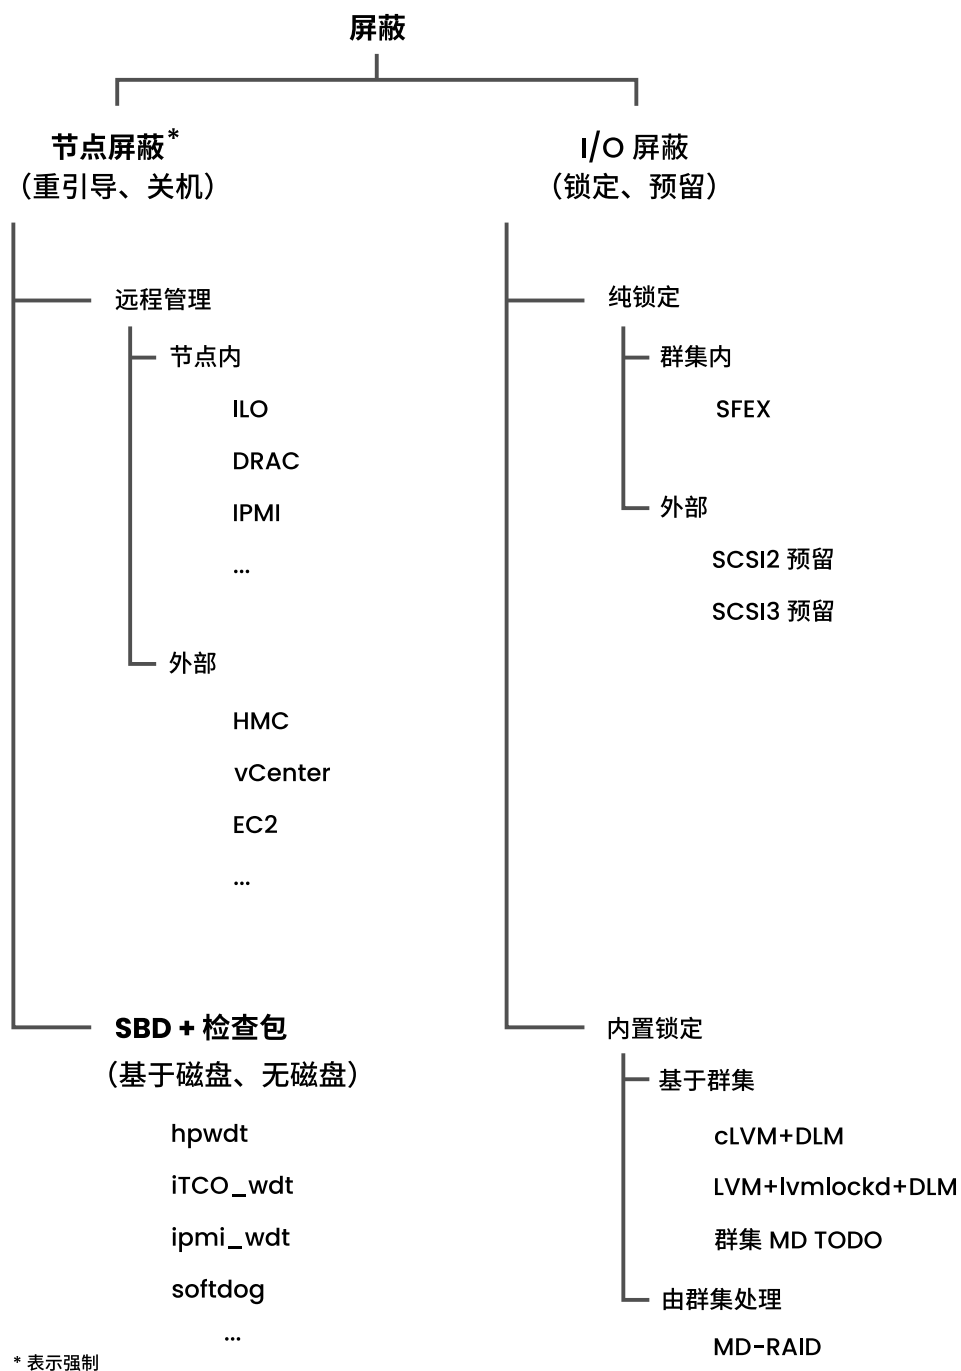 屏蔽
节点屏蔽*
（重引导、关机）
远程管理
节点内
ILO
DRAC
IPMI
...
外部
HMC
vCenter
EC2
...
SBD + 检查包
（基于磁盘、无磁盘）
hpwdt
iTCO_wdt
ipmi_wdt
softdog
...
* 表示强制
I/O 屏蔽
（锁定、预留）
纯锁定
群集内
SFEX
外部
SCSI2 预留
SCSI3 预留
内置锁定
基于群集
cLVM+DLM
LVM+lvmlockd+DLM
群集 MD TODO
由群集处理
MD-RAID